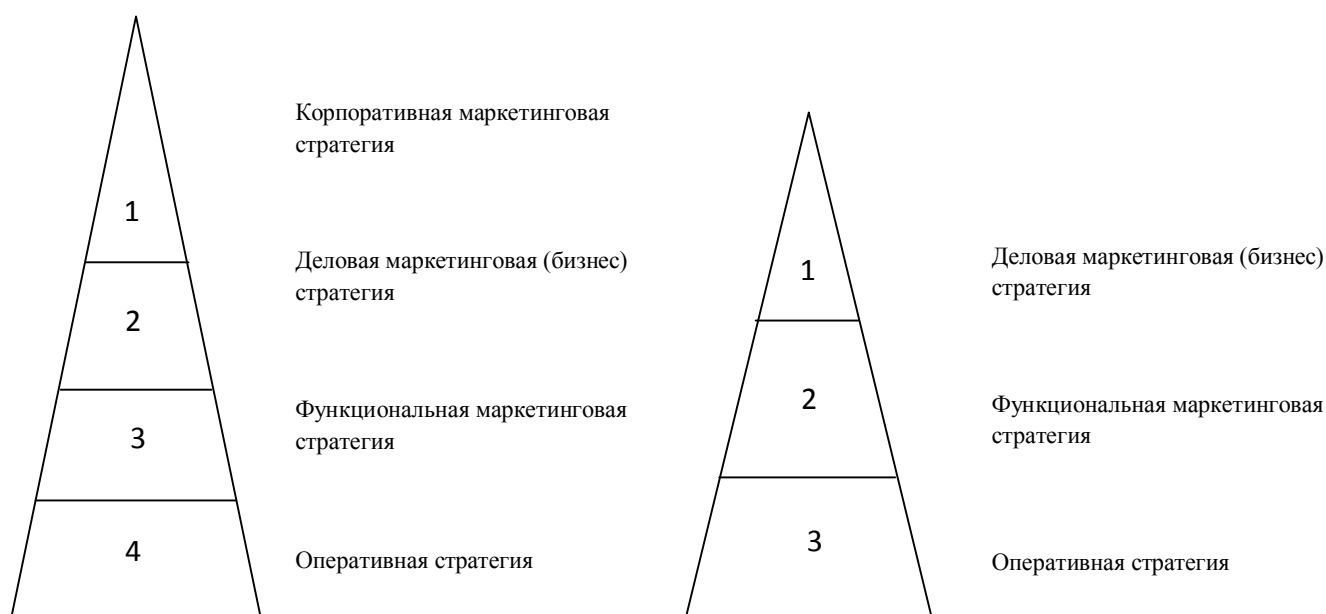 Корпоративная маркетинговая
стратегия
1
Деловая маркетинговая (бизнес)
стратегия
2
Функциональная маркетинговая
стратегия
3
Оперативная стратегия
4
Деловая маркетинговая (бизнес)
стратегия
1
Функциональная маркетинговая
стратегия
2
Оперативная стратегия
3